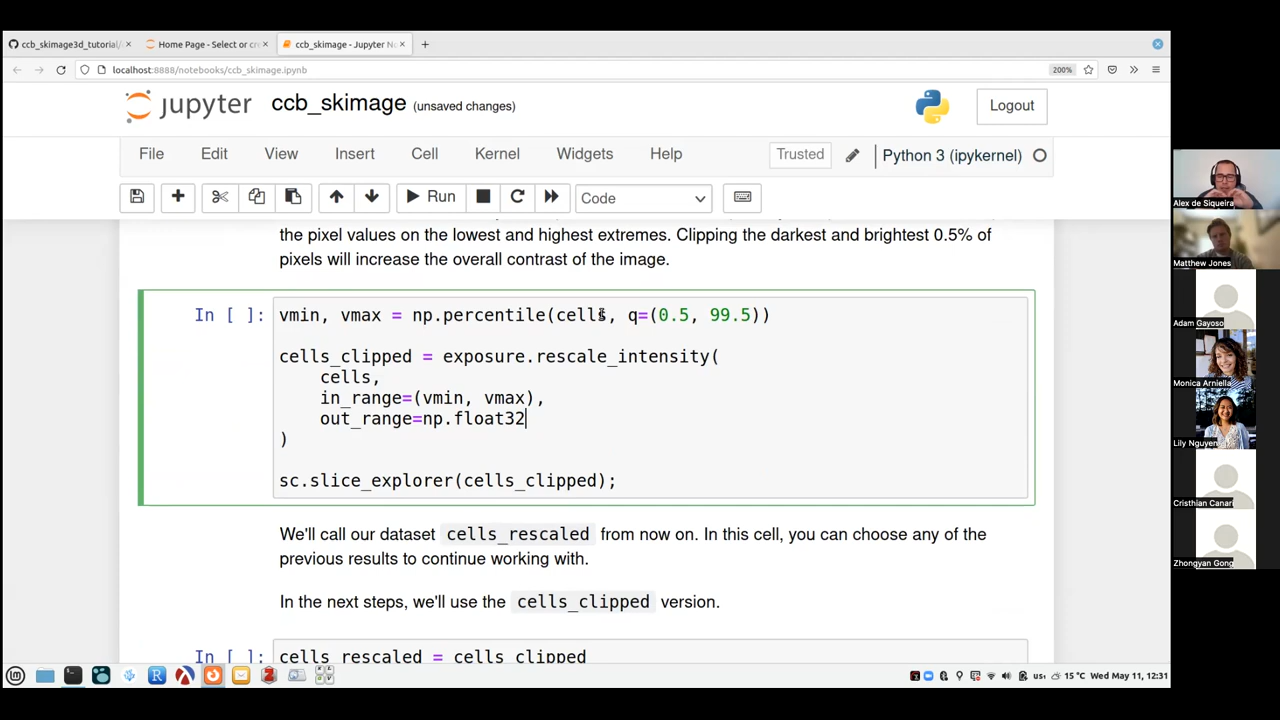 ccb_skimage3d_tutorial/
Home Page - Select or cre
ccb_skimage - Jupyter No
localhost:8888/notebooks/ccb_skimage.ipynb
200%
jupyter ccb_skimage (unsaved changes)
Logout
File Edit View Insert Cell Kernel Widgets Help
Trusted
Python 3 (ipykernel)
Run
Code
the pixel values on the lowest and highest extremes. Clipping the darkest and brightest 0.5% of
pixels will increase the overall contrast of the image.
In [ ]:
vmin, vmax = np.percentile(cells, q=(0.5, 99.5))
cells_clipped = exposure.rescale_intensity(
    cells,
    in_range=(vmin, vmax),
    out_range=np.float32
)
sc.slice_explorer(cells_clipped);
We'll call our dataset cells_rescaled from now on. In this cell, you can choose any of the
previous results to continue working with.
In the next steps, we'll use the cells_clipped version.
In [ ]:
cells_rescaled = cells_clipped
Alex de Siqueira
Matthew Jones
Adam Gayoso
Monica Arniella
Lily Nguyen
Cristhian Canari
Zhongyan Gong
us₁
15 °C
Wed May 11, 12:31